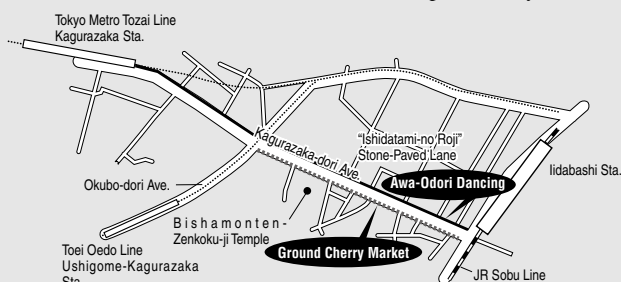 Tokyo Metro Tozai Line
Kagurazaka Sta.
Kagurazaka-dori Ave.
"Ishidatami-no Roji"
Stone-Paved Lane
Iidabashi Sta.
Awa-Odori Dancing
Okubo-dori Ave.
Bishamonten-
Zenkoku-ji Temple
Ground Cherry Market
Toei Oedo Line
Ushigome-Kagurazaka
Sta.
JR Sobu Line